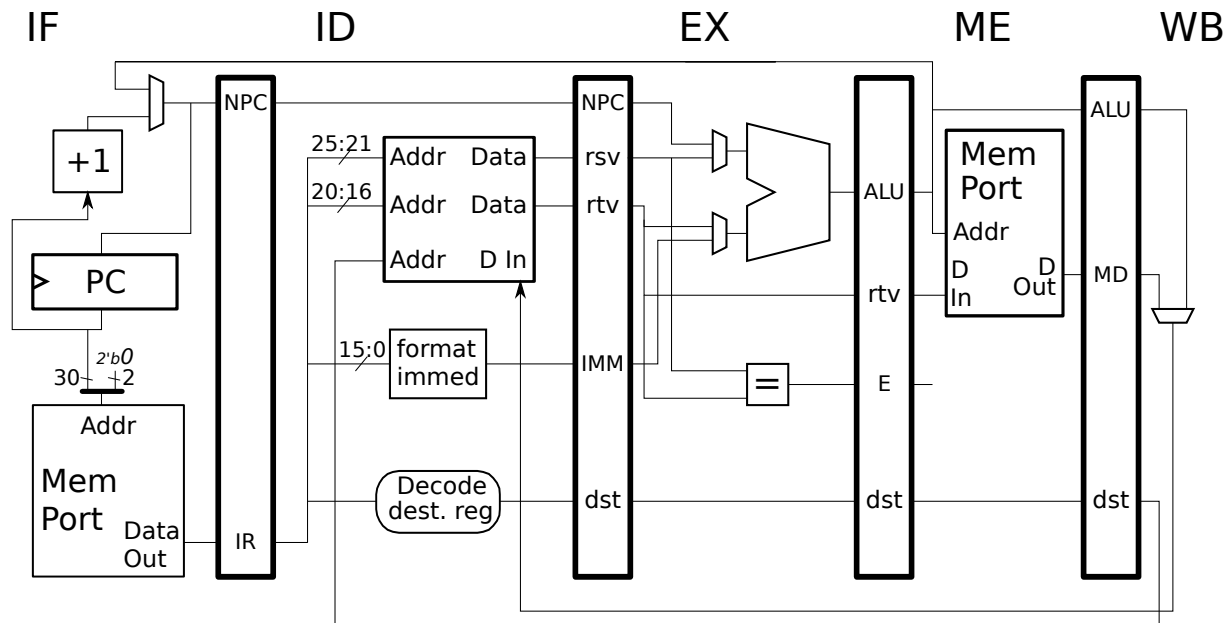 IF ID EX ME WB
NPC NPC ALU
+1
25:21 Addr Data rsv
Mem
Port
20:16 Addr Data rtv ALU
Addr
Addr D In
PC
D
In
D
Out
MD
rtv
2'b0
30 2
15:0 format
immed
IMM
= E
Addr
Mem
Port
Data
Out
IR
Decode
dest. reg
dst dst dst